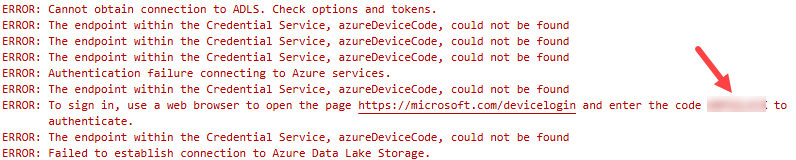 ERROR: Cannot obtain connection to ADLS. Check options and tokens.
ERROR: The endpoint within the Credential Service, azureDeviceCode, could not be found
ERROR: The endpoint within the Credential Service, azureDeviceCode, could not be found
ERROR: The endpoint within the Credential Service, azureDeviceCode, could not be found
ERROR: Authentication failure connecting to Azure services.
ERROR: The endpoint within the Credential Service, azureDeviceCode, could not be found
ERROR: To sign in, use a web browser to open the page https://microsoft.com/devicelogin and enter the code to
authenticate.
ERROR: The endpoint within the Credential Service, azureDeviceCode, could not be found
ERROR: Failed to establish connection to Azure Data Lake Storage.